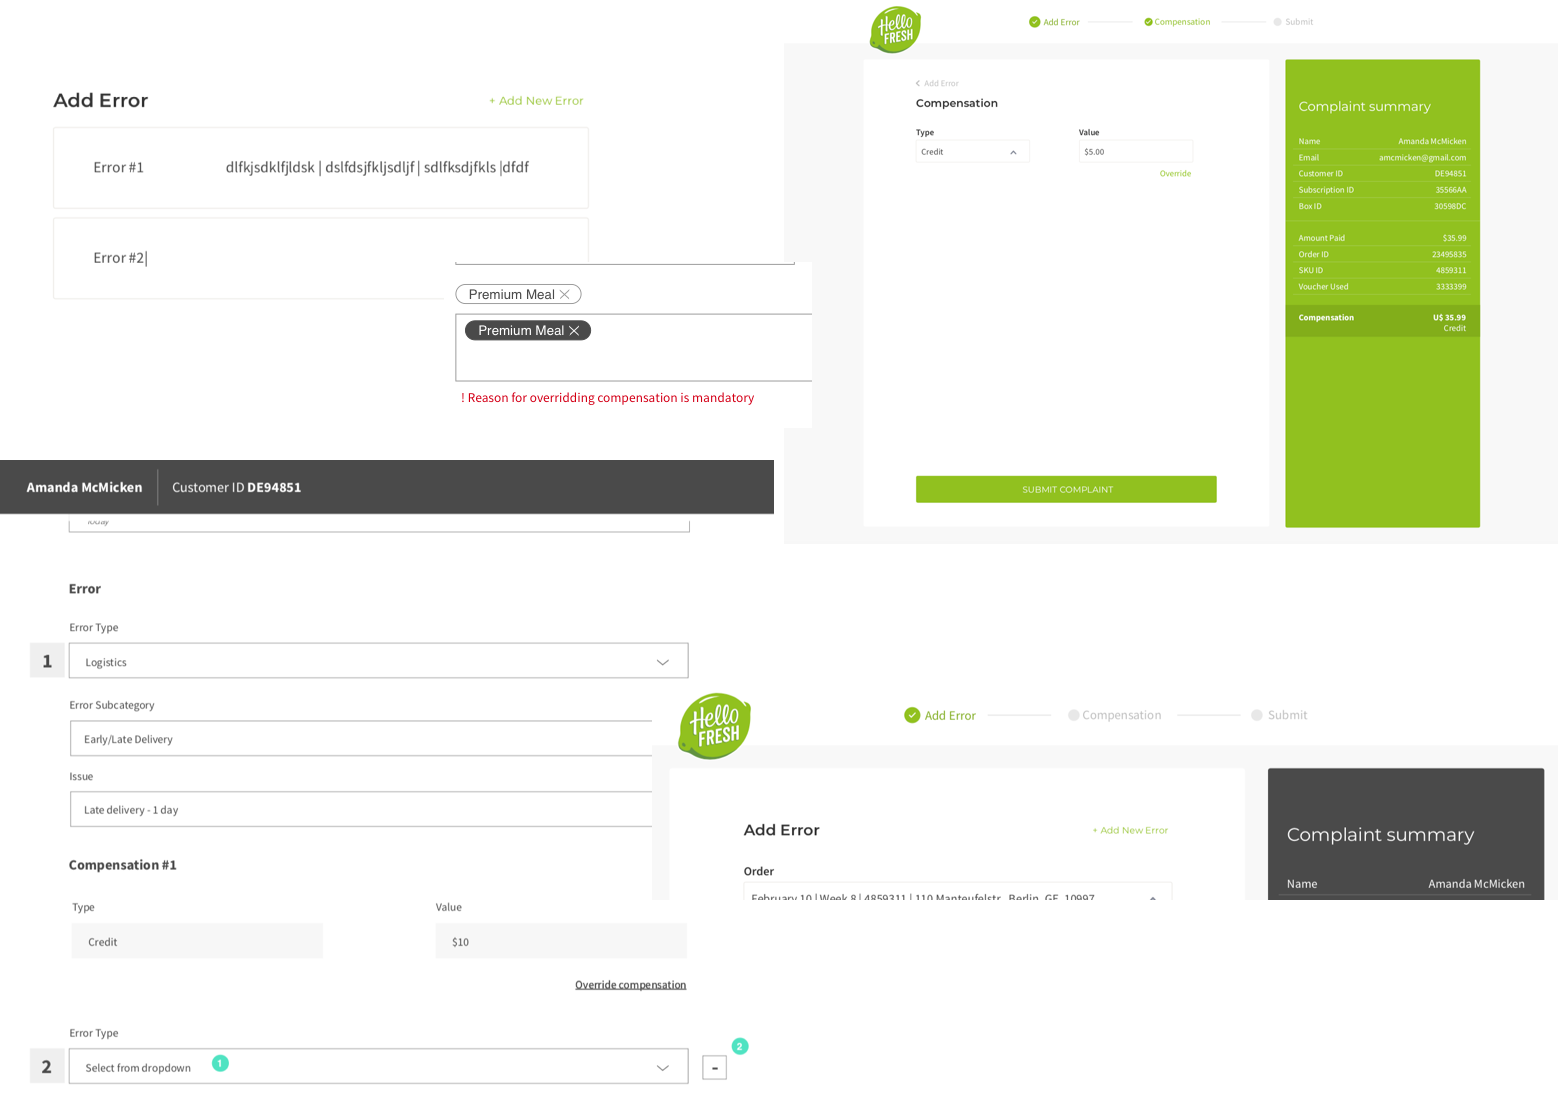 Add Error
+ Add New Error
Error #1
dlfkjsdklfjldsk | dslfdsjfkljsdljf | sdlfksdjfkls |dfdf
Error #2|
Premium Meal
Premium Meal
! Reason for overridding compensation is mandatory
Hello
FRESH
Add Error
Compensation
Submit
Add Error
Compensation
Type
Value
Credit
$5.00
Override
SUBMIT COMPLAINT
Complaint summary
Name Amanda McMicken
Email amcmicken@gmail.com
Customer ID DE94851
Subscription ID 35566AA
Box ID 30598DC
Amount Paid $35.99
Order ID 23495835
SKU ID 4859311
Voucher Used 3333399
Compensation U$ 35.99
Credit
Amanda McMicken
Customer ID DE94851
Today
Error
Error Type
1
Logistics
Error Subcategory
Early/Late Delivery
Issue
Late delivery - 1 day
Compensation #1
Type
Value
Credit
$10
Override compensation
Error Type
2
Select from dropdown
1
-
2
Hello
FRESH
Add Error
Compensation
Submit
Add Error
+ Add New Error
Order
February 10 | Week 8 | 4859311 | 110 Manteufelstr., Berlin, GE, 10997
Complaint summary
Name Amanda McMicken